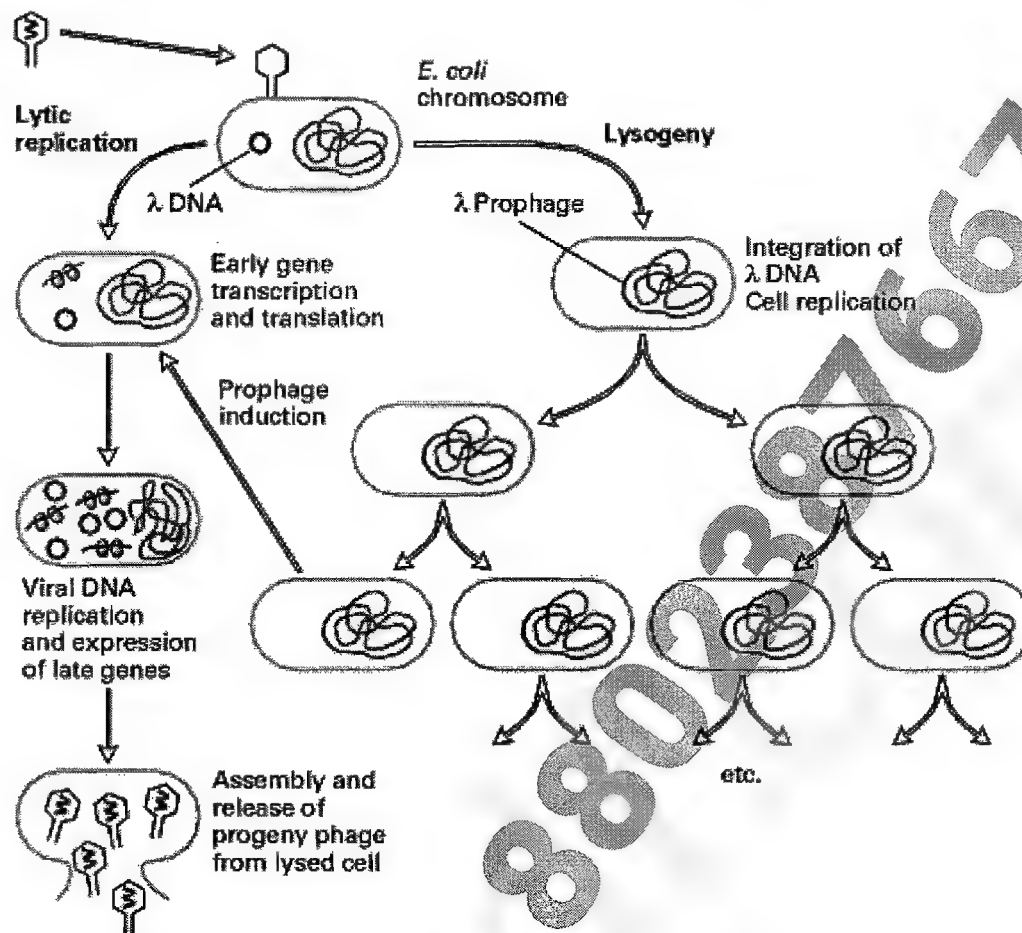 E. coli
chromosome
Lytic
replication
Lysogeny
λ DNA
λ Prophage
Early gene
transcription
and translation
Integration of
λ DNA
Cell replication
Prophage
induction
Viral DNA
replication
and expression
of late genes
etc.
Assembly and
release of
progeny phage
from lysed cell